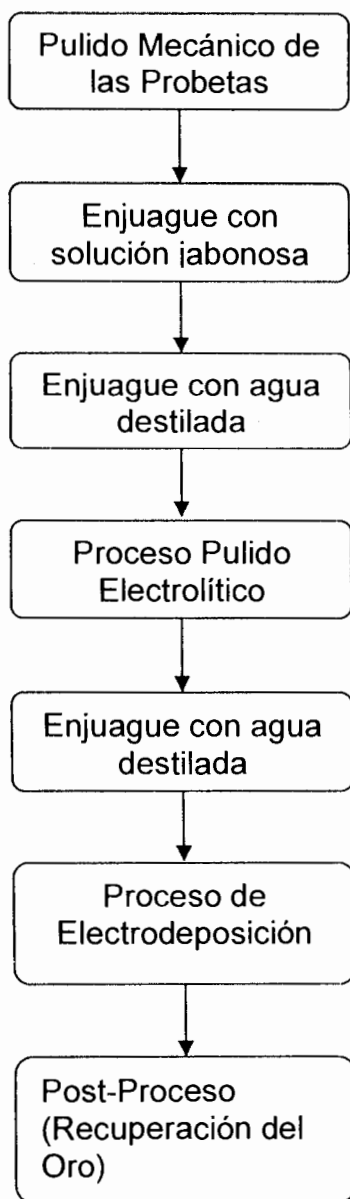 Pulido Mecánico de
las Probetas
Enjuague con
solución jabonosa
Enjuague con agua
destilada
Proceso Pulido
Electrolítico
Enjuague con agua
destilada
Proceso de
Electrodeposición
Post-Proceso
(Recuperación del
Oro)